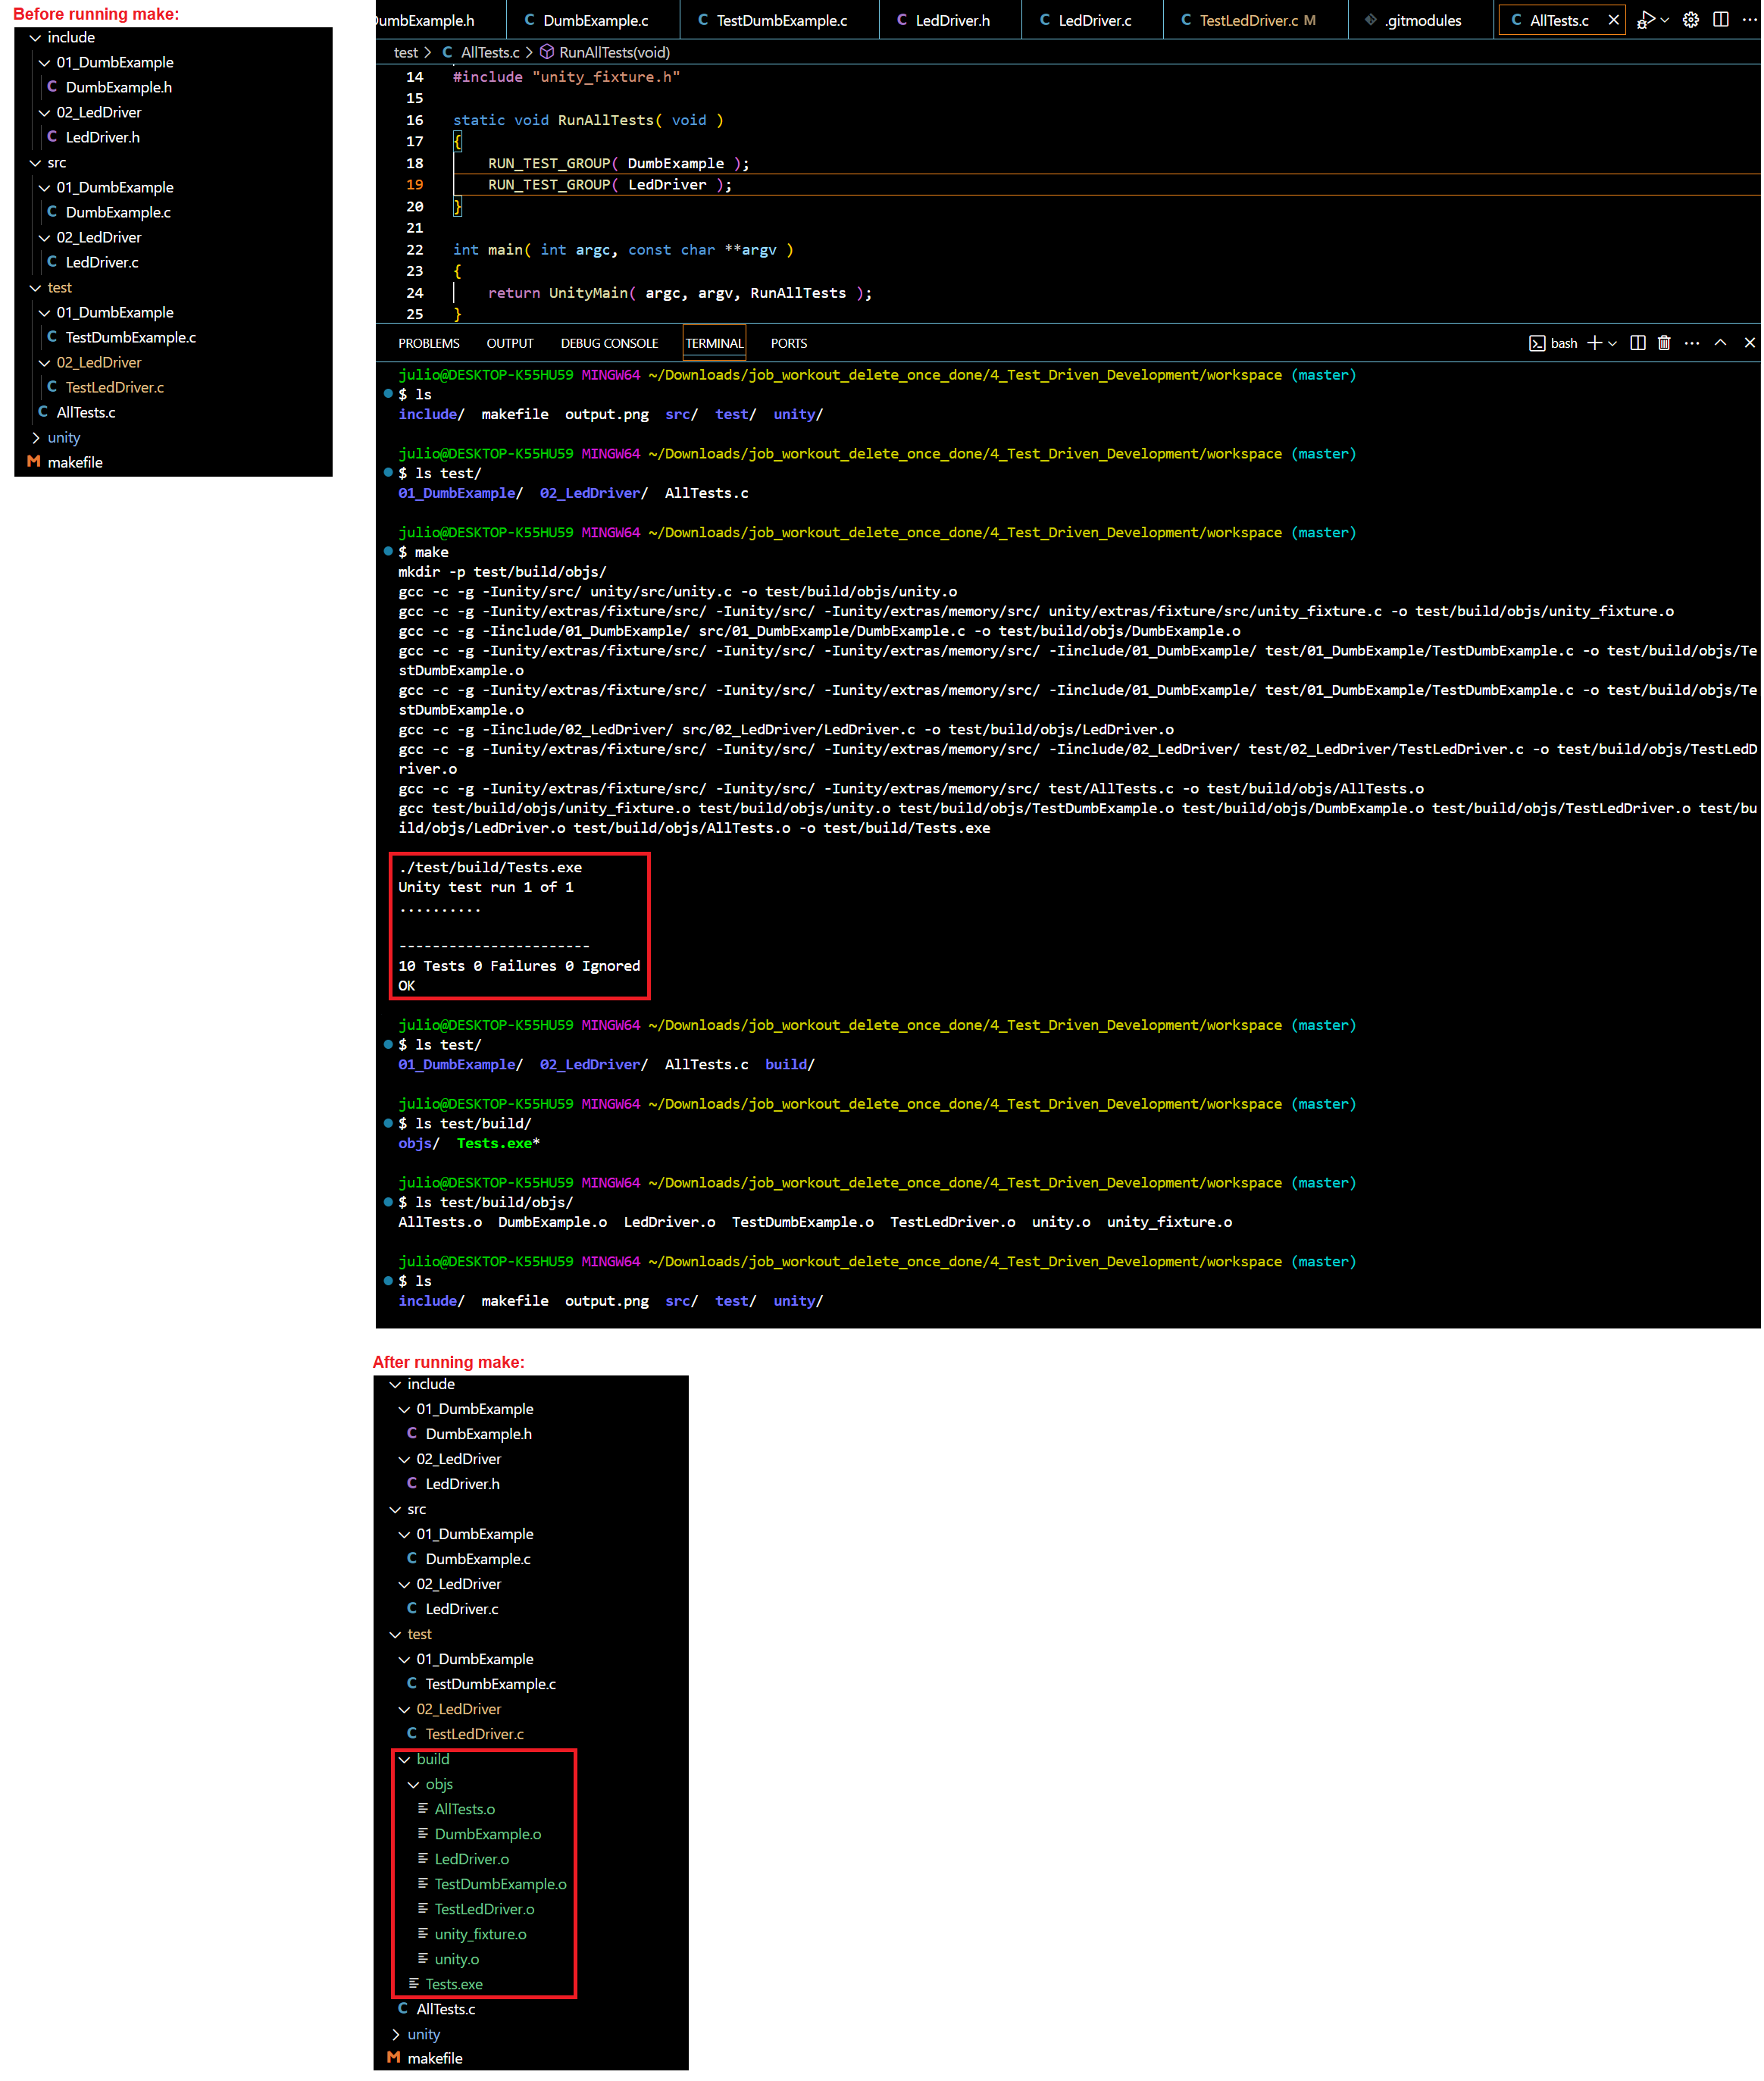 Before running make:
include
01_DumbExample
C DumbExample.h
02_LedDriver
C LedDriver.h
src
01_DumbExample
C DumbExample.c
02_LedDriver
C LedDriver.c
test
01_DumbExample
C TestDumbExample.c
02_LedDriver
C TestLedDriver.c
C AllTests.c
unity
M makefile
DumbExample.h C DumbExample.c C TestDumbExample.c C LedDriver.h C LedDriver.c C TestLedDriver.c M .gitmodules C AllTests.c
test > C AllTests.c > RunAllTests(void)
14 #include "unity_fixture.h"
15
16 static void RunAllTests( void )
17 {
18 RUN_TEST_GROUP( DumbExample );
19 RUN_TEST_GROUP( LedDriver );
20 }
21
22 int main( int argc, const char **argv )
23 {
24 return UnityMain( argc, argv, RunAllTests );
25 }
PROBLEMS OUTPUT DEBUG CONSOLE TERMINAL PORTS bash
julio@DESKTOP-K55HU59 MINGW64 ~/Downloads/job_workout_delete_once_done/4_Test_Driven_Development/workspace (master)
$ ls
include/ makefile output.png src/ test/ unity/
julio@DESKTOP-K55HU59 MINGW64 ~/Downloads/job_workout_delete_once_done/4_Test_Driven_Development/workspace (master)
$ ls test/
01_DumbExample/ 02_LedDriver/ AllTests.c
julio@DESKTOP-K55HU59 MINGW64 ~/Downloads/job_workout_delete_once_done/4_Test_Driven_Development/workspace (master)
$ make
mkdir -p test/build/objs/
gcc -c -g -Iunity/src/ unity/src/unity.c -o test/build/objs/unity.o
gcc -c -g -Iunity/extras/fixture/src/ -Iunity/src/ -Iunity/extras/memory/src/ unity/extras/fixture/src/unity_fixture.c -o test/build/objs/unity_fixture.o
gcc -c -g -Iinclude/01_DumbExample/ src/01_DumbExample/DumbExample.c -o test/build/objs/DumbExample.o
gcc -c -g -Iunity/extras/fixture/src/ -Iunity/src/ -Iunity/extras/memory/src/ -Iinclude/01_DumbExample/ test/01_DumbExample/TestDumbExample.c -o test/build/objs/Te
stDumbExample.o
gcc -c -g -Iunity/extras/fixture/src/ -Iunity/src/ -Iunity/extras/memory/src/ -Iinclude/01_DumbExample/ test/01_DumbExample/TestDumbExample.c -o test/build/objs/Te
stDumbExample.o
gcc -c -g -Iinclude/02_LedDriver/ src/02_LedDriver/LedDriver.c -o test/build/objs/LedDriver.o
gcc -c -g -Iunity/extras/fixture/src/ -Iunity/src/ -Iunity/extras/memory/src/ -Iinclude/02_LedDriver/ test/02_LedDriver/TestLedDriver.c -o test/build/objs/TestLedD
river.o
gcc -c -g -Iunity/extras/fixture/src/ -Iunity/src/ -Iunity/extras/memory/src/ test/AllTests.c -o test/build/objs/AllTests.o
gcc test/build/objs/unity_fixture.o test/build/objs/unity.o test/build/objs/TestDumbExample.o test/build/objs/DumbExample.o test/build/objs/TestLedDriver.o test/bu
ild/objs/LedDriver.o test/build/objs/AllTests.o -o test/build/Tests.exe
./test/build/Tests.exe
Unity test run 1 of 1
..........
-----------------------
10 Tests 0 Failures 0 Ignored
OK
julio@DESKTOP-K55HU59 MINGW64 ~/Downloads/job_workout_delete_once_done/4_Test_Driven_Development/workspace (master)
$ ls test/
01_DumbExample/ 02_LedDriver/ AllTests.c build/
julio@DESKTOP-K55HU59 MINGW64 ~/Downloads/job_workout_delete_once_done/4_Test_Driven_Development/workspace (master)
$ ls test/build/
objs/ Tests.exe*
julio@DESKTOP-K55HU59 MINGW64 ~/Downloads/job_workout_delete_once_done/4_Test_Driven_Development/workspace (master)
$ ls test/build/objs/
AllTests.o DumbExample.o LedDriver.o TestDumbExample.o TestLedDriver.o unity.o unity_fixture.o
julio@DESKTOP-K55HU59 MINGW64 ~/Downloads/job_workout_delete_once_done/4_Test_Driven_Development/workspace (master)
$ ls
include/ makefile output.png src/ test/ unity/
After running make:
include
01_DumbExample
C DumbExample.h
02_LedDriver
C LedDriver.h
src
01_DumbExample
C DumbExample.c
02_LedDriver
C LedDriver.c
test
01_DumbExample
C TestDumbExample.c
02_LedDriver
C TestLedDriver.c
build
objs
AllTests.o
DumbExample.o
LedDriver.o
TestDumbExample.o
TestLedDriver.o
unity_fixture.o
unity.o
Tests.exe
C AllTests.c
unity
M makefile